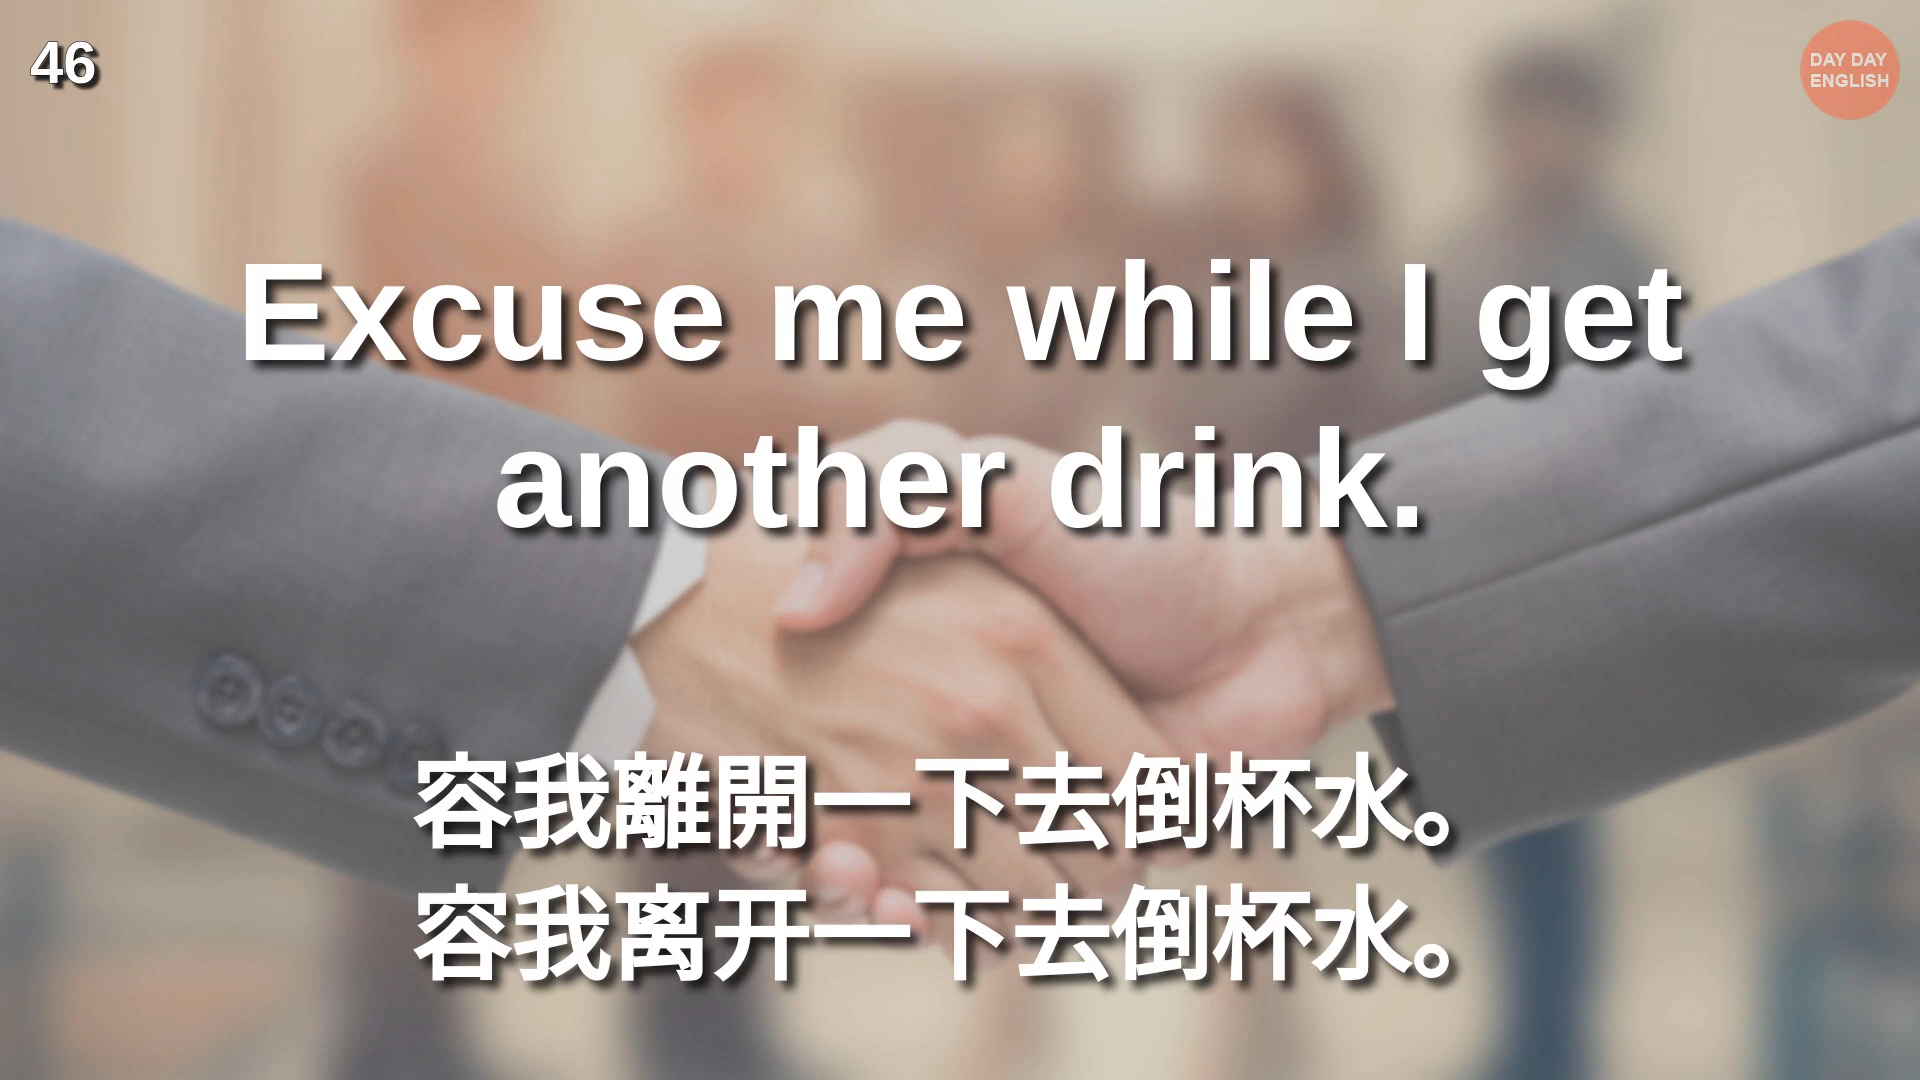 46
DAY DAY
ENGLISH
Excuse me while I get
another drink.
容我離開一下去倒杯水。
容我离开一下去倒杯水。